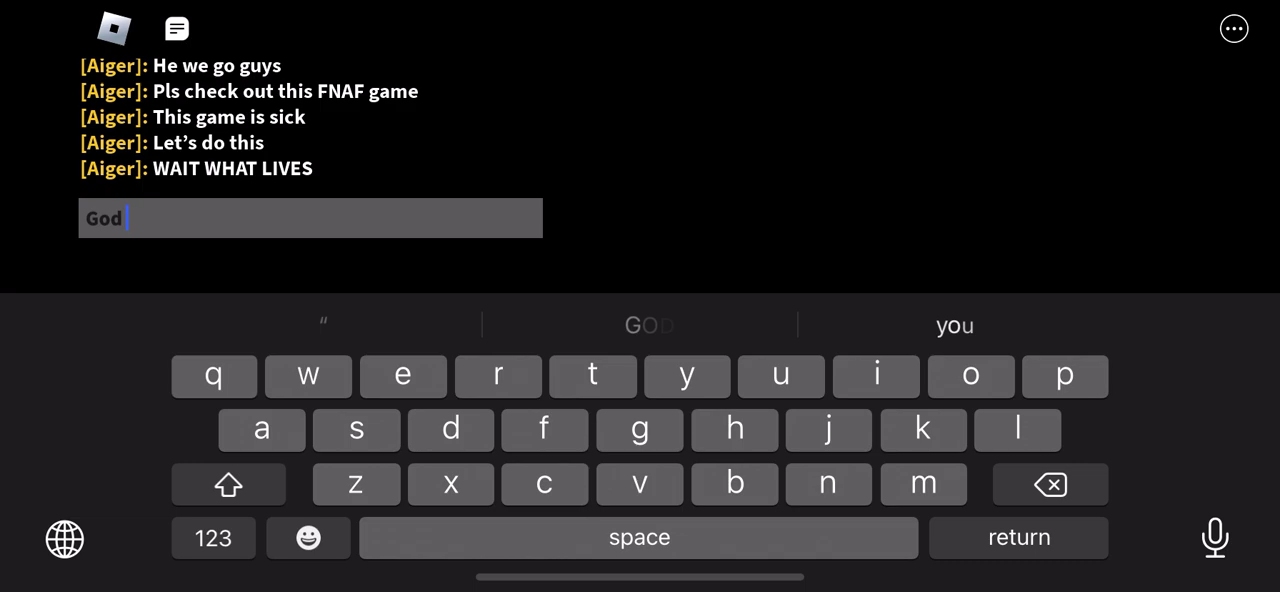 [Aiger]: He we go guys
[Aiger]: Pls check out this FNAF game
[Aiger]: This game is sick
[Aiger]: Let's do this
[Aiger]: WAIT WHAT LIVES
God
“ GOD you
q w e r t y u i o p
a s d f g h j k l
z x c v b n m
123 space return